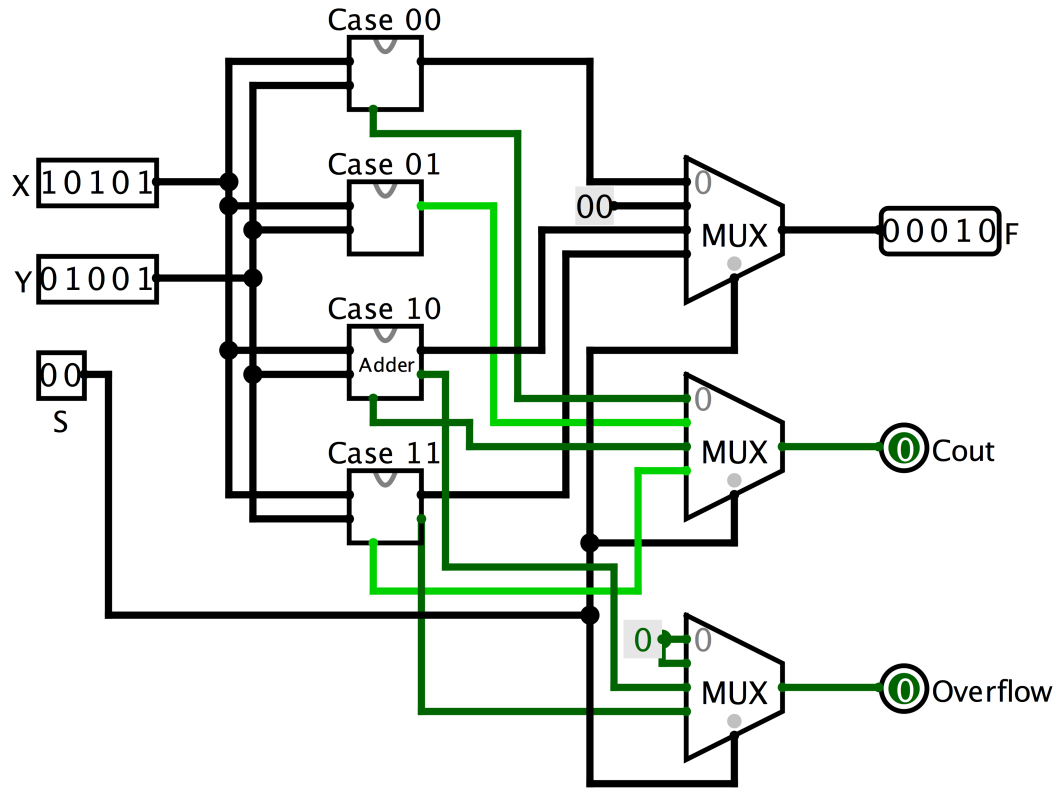 Case 00
Case 01
X 10101
0
00
MUX
00010 F
Y 01001
Case 10
Adder
00
S
0
MUX
0 Cout
Case 11
0
0
MUX
0 Overflow